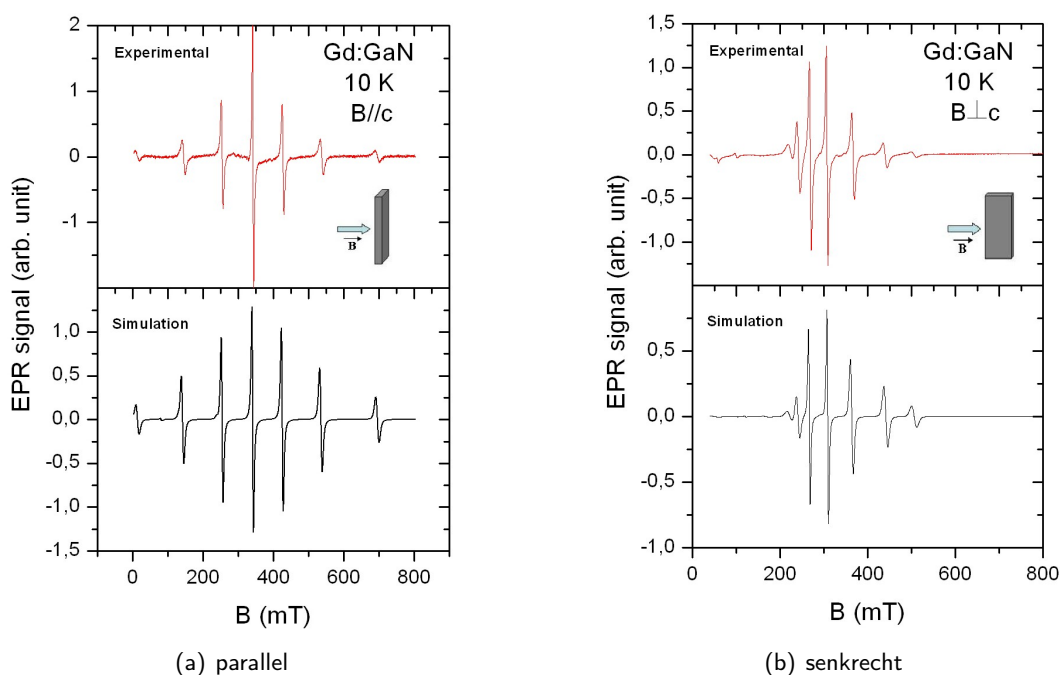 Experimental
Gd:GaN
10 K
B//c
B
2
1
0
-1
EPR signal (arb. unit)
Simulation
1,0
0,5
0,0
-0,5
-1,0
-1,5
0 200 400 600 800
B (mT)
(a) parallel
Experimental
Gd:GaN
10 K
B⊥c
B
1,5
1,0
0,5
0,0
-0,5
-1,0
EPR signal (arb. unit)
Simulation
0,5
0,0
-0,5
-1,0
0 200 400 600 800
B (mT)
(b) senkrecht